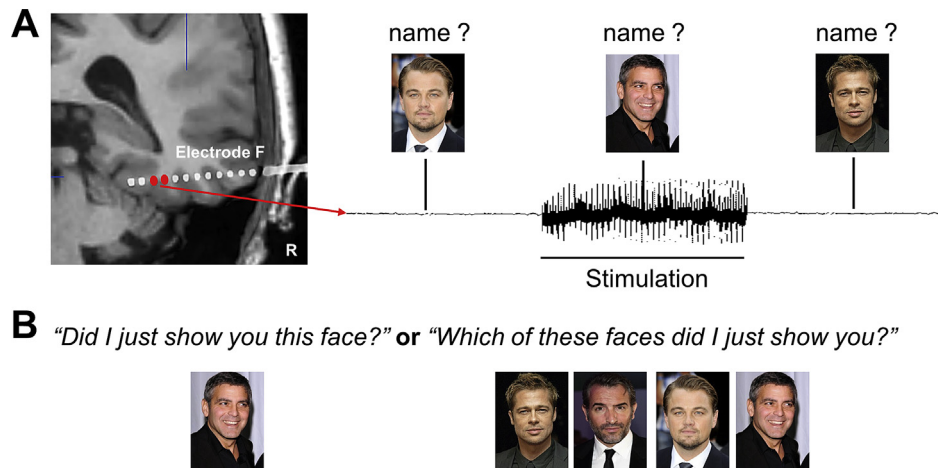 A
name ?
name ?
name ?
Electrode F
R
Stimulation
B
“Did I just show you this face?” or “Which of these faces did I just show you?”